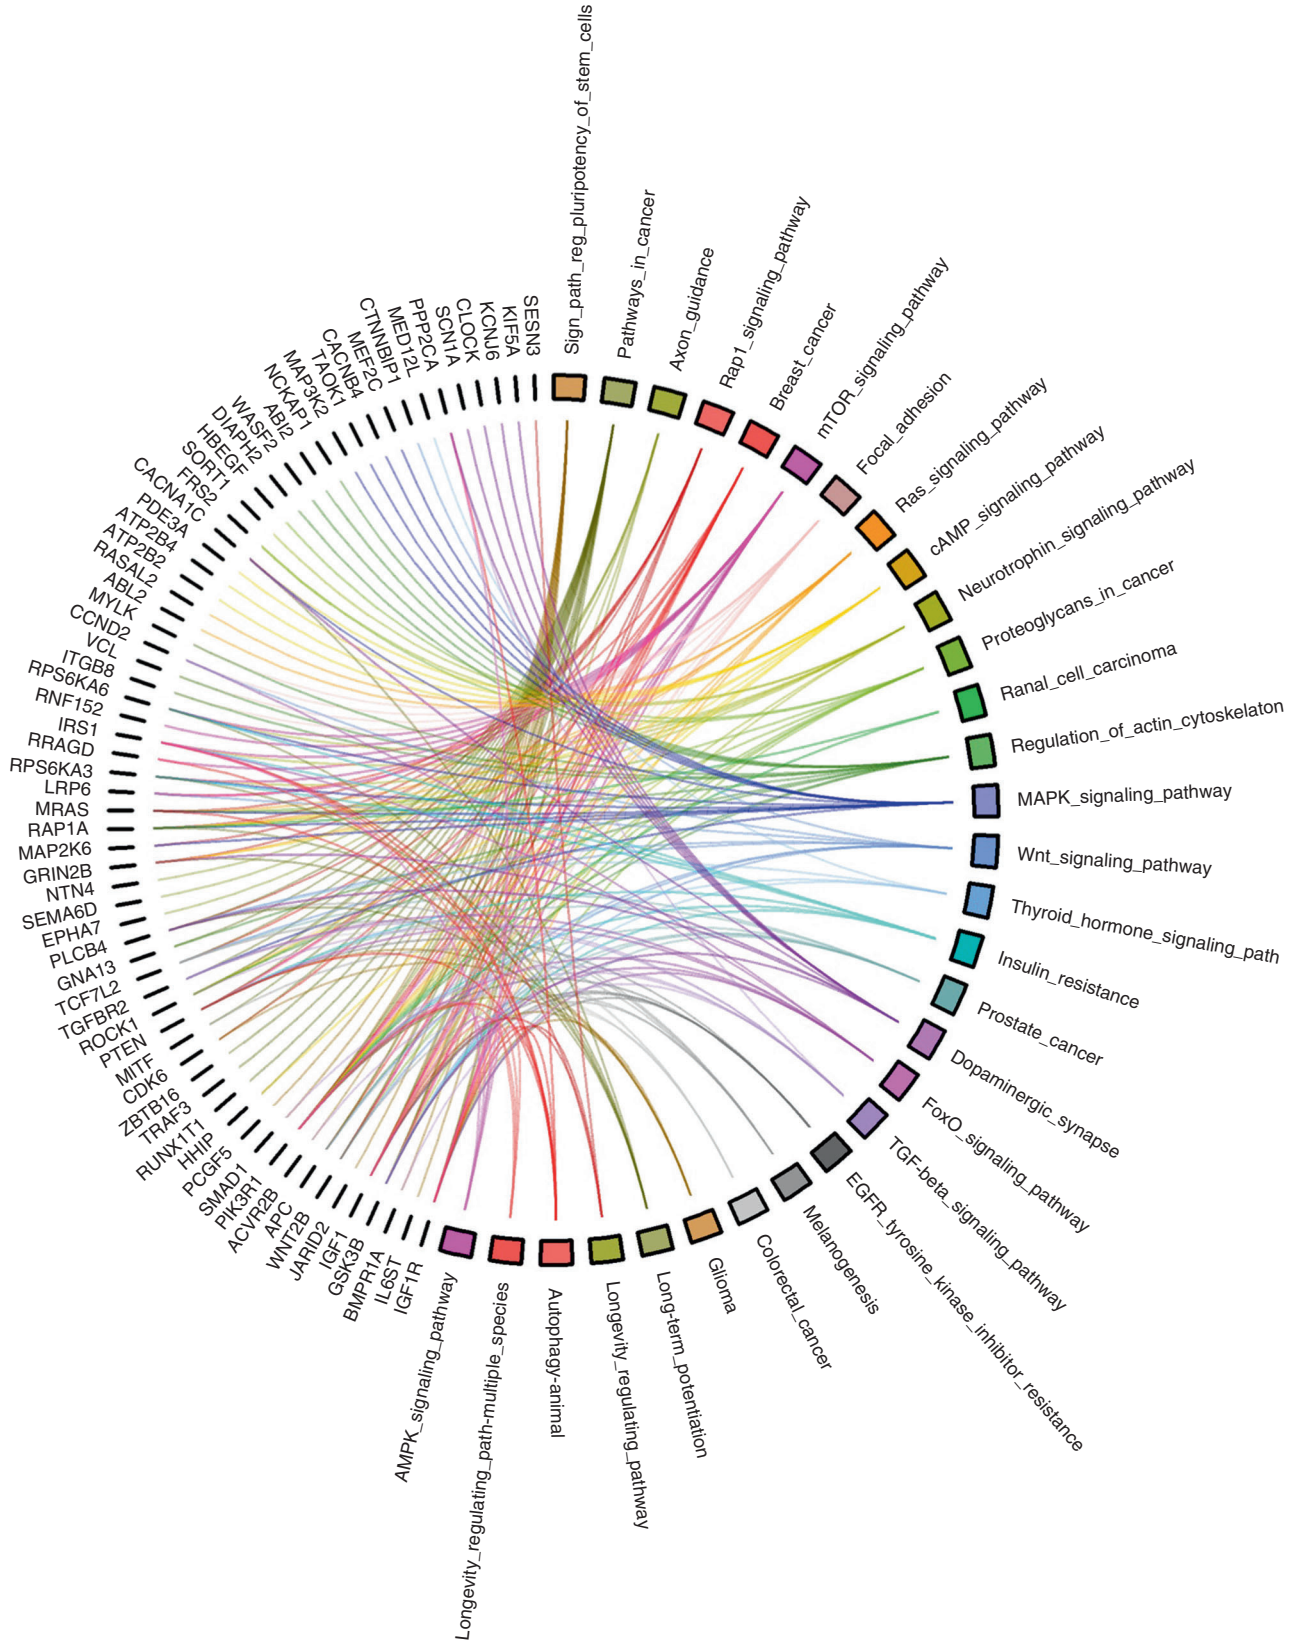 Sign_path_reg_pluripotency_of_stem_cells
Pathways_in_cancer
Axon_guidance
Rap1_signaling_pathway
Breast_cancer
mTOR_signaling_pathway
Focal_adhesion
Ras_signaling_pathway
cAMP_signaling_pathway
Neurotrophin_signaling_pathway
Proteoglycans_in_cancer
Ranal_cell_carcinoma
Regulation_of_actin_cytoskelaton
MAPK_signaling_pathway
Wnt_signaling_pathway
Thyroid_hormone_signaling_path
Insulin_resistance
Prostate_cancer
Dopaminergic_synapse
FoxO_signaling_pathway
TGF-beta_signaling_pathway
EGFR_tyrosine_kinase_inhibitor_resistance
Melanogenesis
Colorectal_cancer
Glioma
Long-term_potentiation
Longevity_regulating_pathway
Autophagy-animal
Longevity_regulating_path-multiple_species
AMPK_signaling_pathway
IGF1R
IL6ST
BMPR1A
GSK3B
IGF1
JARID2
WNT2B
APC
ACVR2B
PIK3R1
SMAD1
PCGF5
HHIP
RUNX1T1
TRAF3
ZBTB16
CDK6
MITF
PTEN
ROCK1
TGFBR2
TCF7L2
GNA13
PLCB4
EPHA7
SEMA6D
NTN4
GRIN2B
MAP2K6
RAP1A
MRAS
LRP6
RPS6KA3
RRAGD
IRS1
RNF152
RPS6KA6
ITGB8
VCL
CCND2
MYLK
ABL2
RASAL2
ATP2B2
ATP2B4
PDE3A
CACNA1C
FRS2
SORT1
HBEGF
DIAPH2
WASF2
ABI2
NCKAP1
MAP3K2
TAOK1
CACNB4
MEF2C
CTNNBIP1
MED12L
PPP2CA
SCN1A
CLOCK
KCNJ6
KIF5A
SESN3